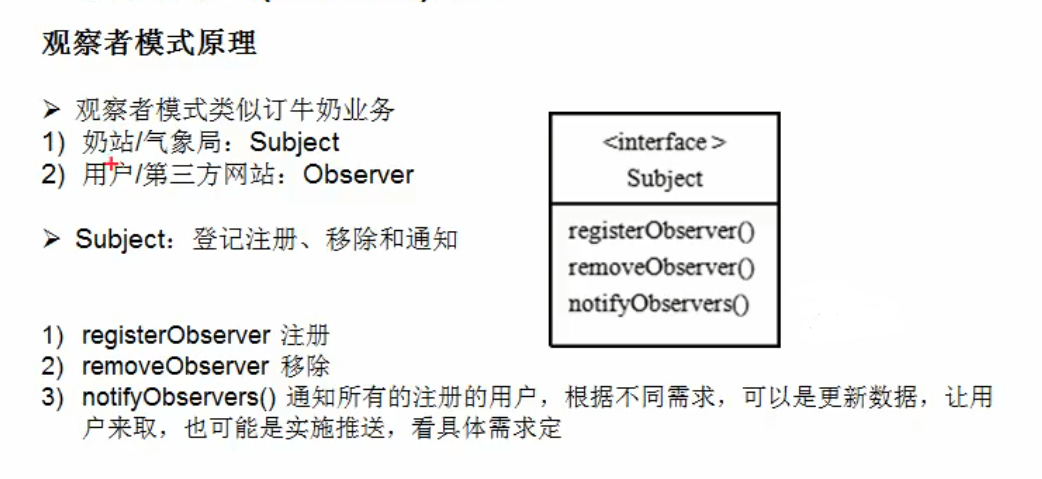 观察者模式原理
➢ 观察者模式类似订牛奶业务
1) 奶站/气象局：Subject
2) 用户/第三方网站：Observer
➢ Subject：登记注册、移除和通知
1) registerObserver 注册
2) removeObserver 移除
3) notifyObservers() 通知所有的注册的用户，根据不同需求，可以是更新数据，让用
户来取，也可能是实施推送，看具体需求定
<interface >
Subject
registerObserver()
removeObserver()
notifyObservers()